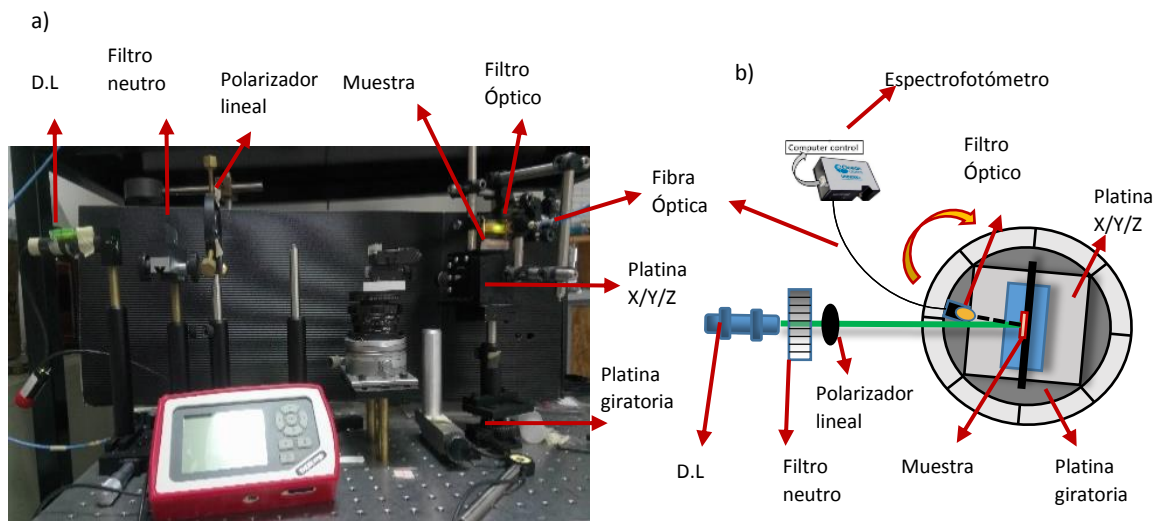 a)
D.L
Filtro
neutro
Polarizador
lineal
Muestra
Filtro
Óptico
Fibra
Óptica
Platina
X/Y/Z
Platina
giratoria
b)
Espectrofotómetro
Computer control
Filtro
Óptico
Platina
X/Y/Z
D.L
Filtro
neutro
Polarizador
lineal
Muestra
Platina
giratoria